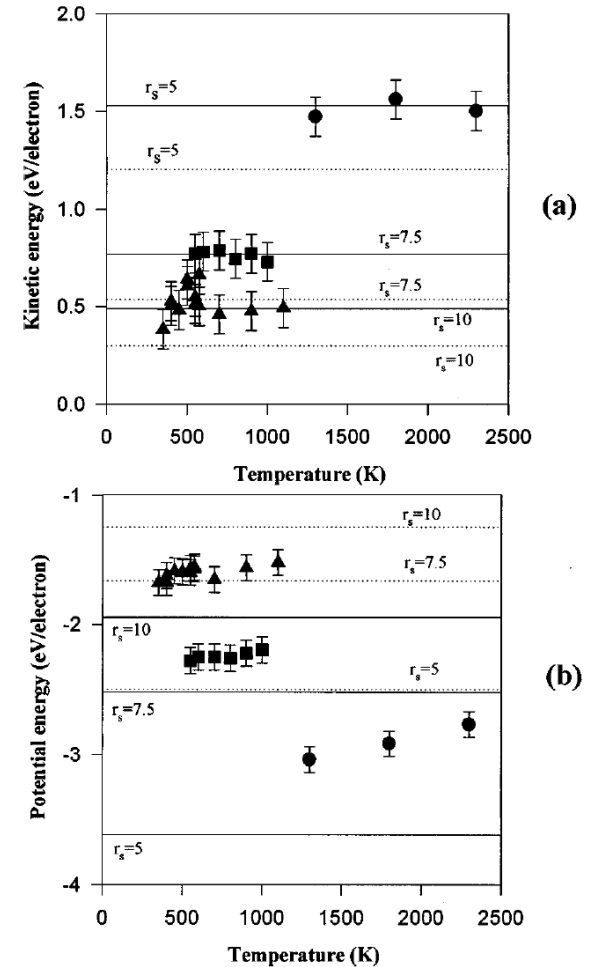 2.0
r_s=5
1.5
r_s=5
(a)
1.0
r_s=7.5
r_s=7.5
0.5
r_s=10
r_s=10
0.0
0 500 1000 1500 2000 2500
Temperature (K)
Kinetic energy (eV/electron)
-1
r_s=10
r_s=7.5
-2
r_s=10
r_s=5
(b)
r_s=7.5
-3
r_s=5
-4
0 500 1000 1500 2000 2500
Temperature (K)
Potential energy (eV/electron)